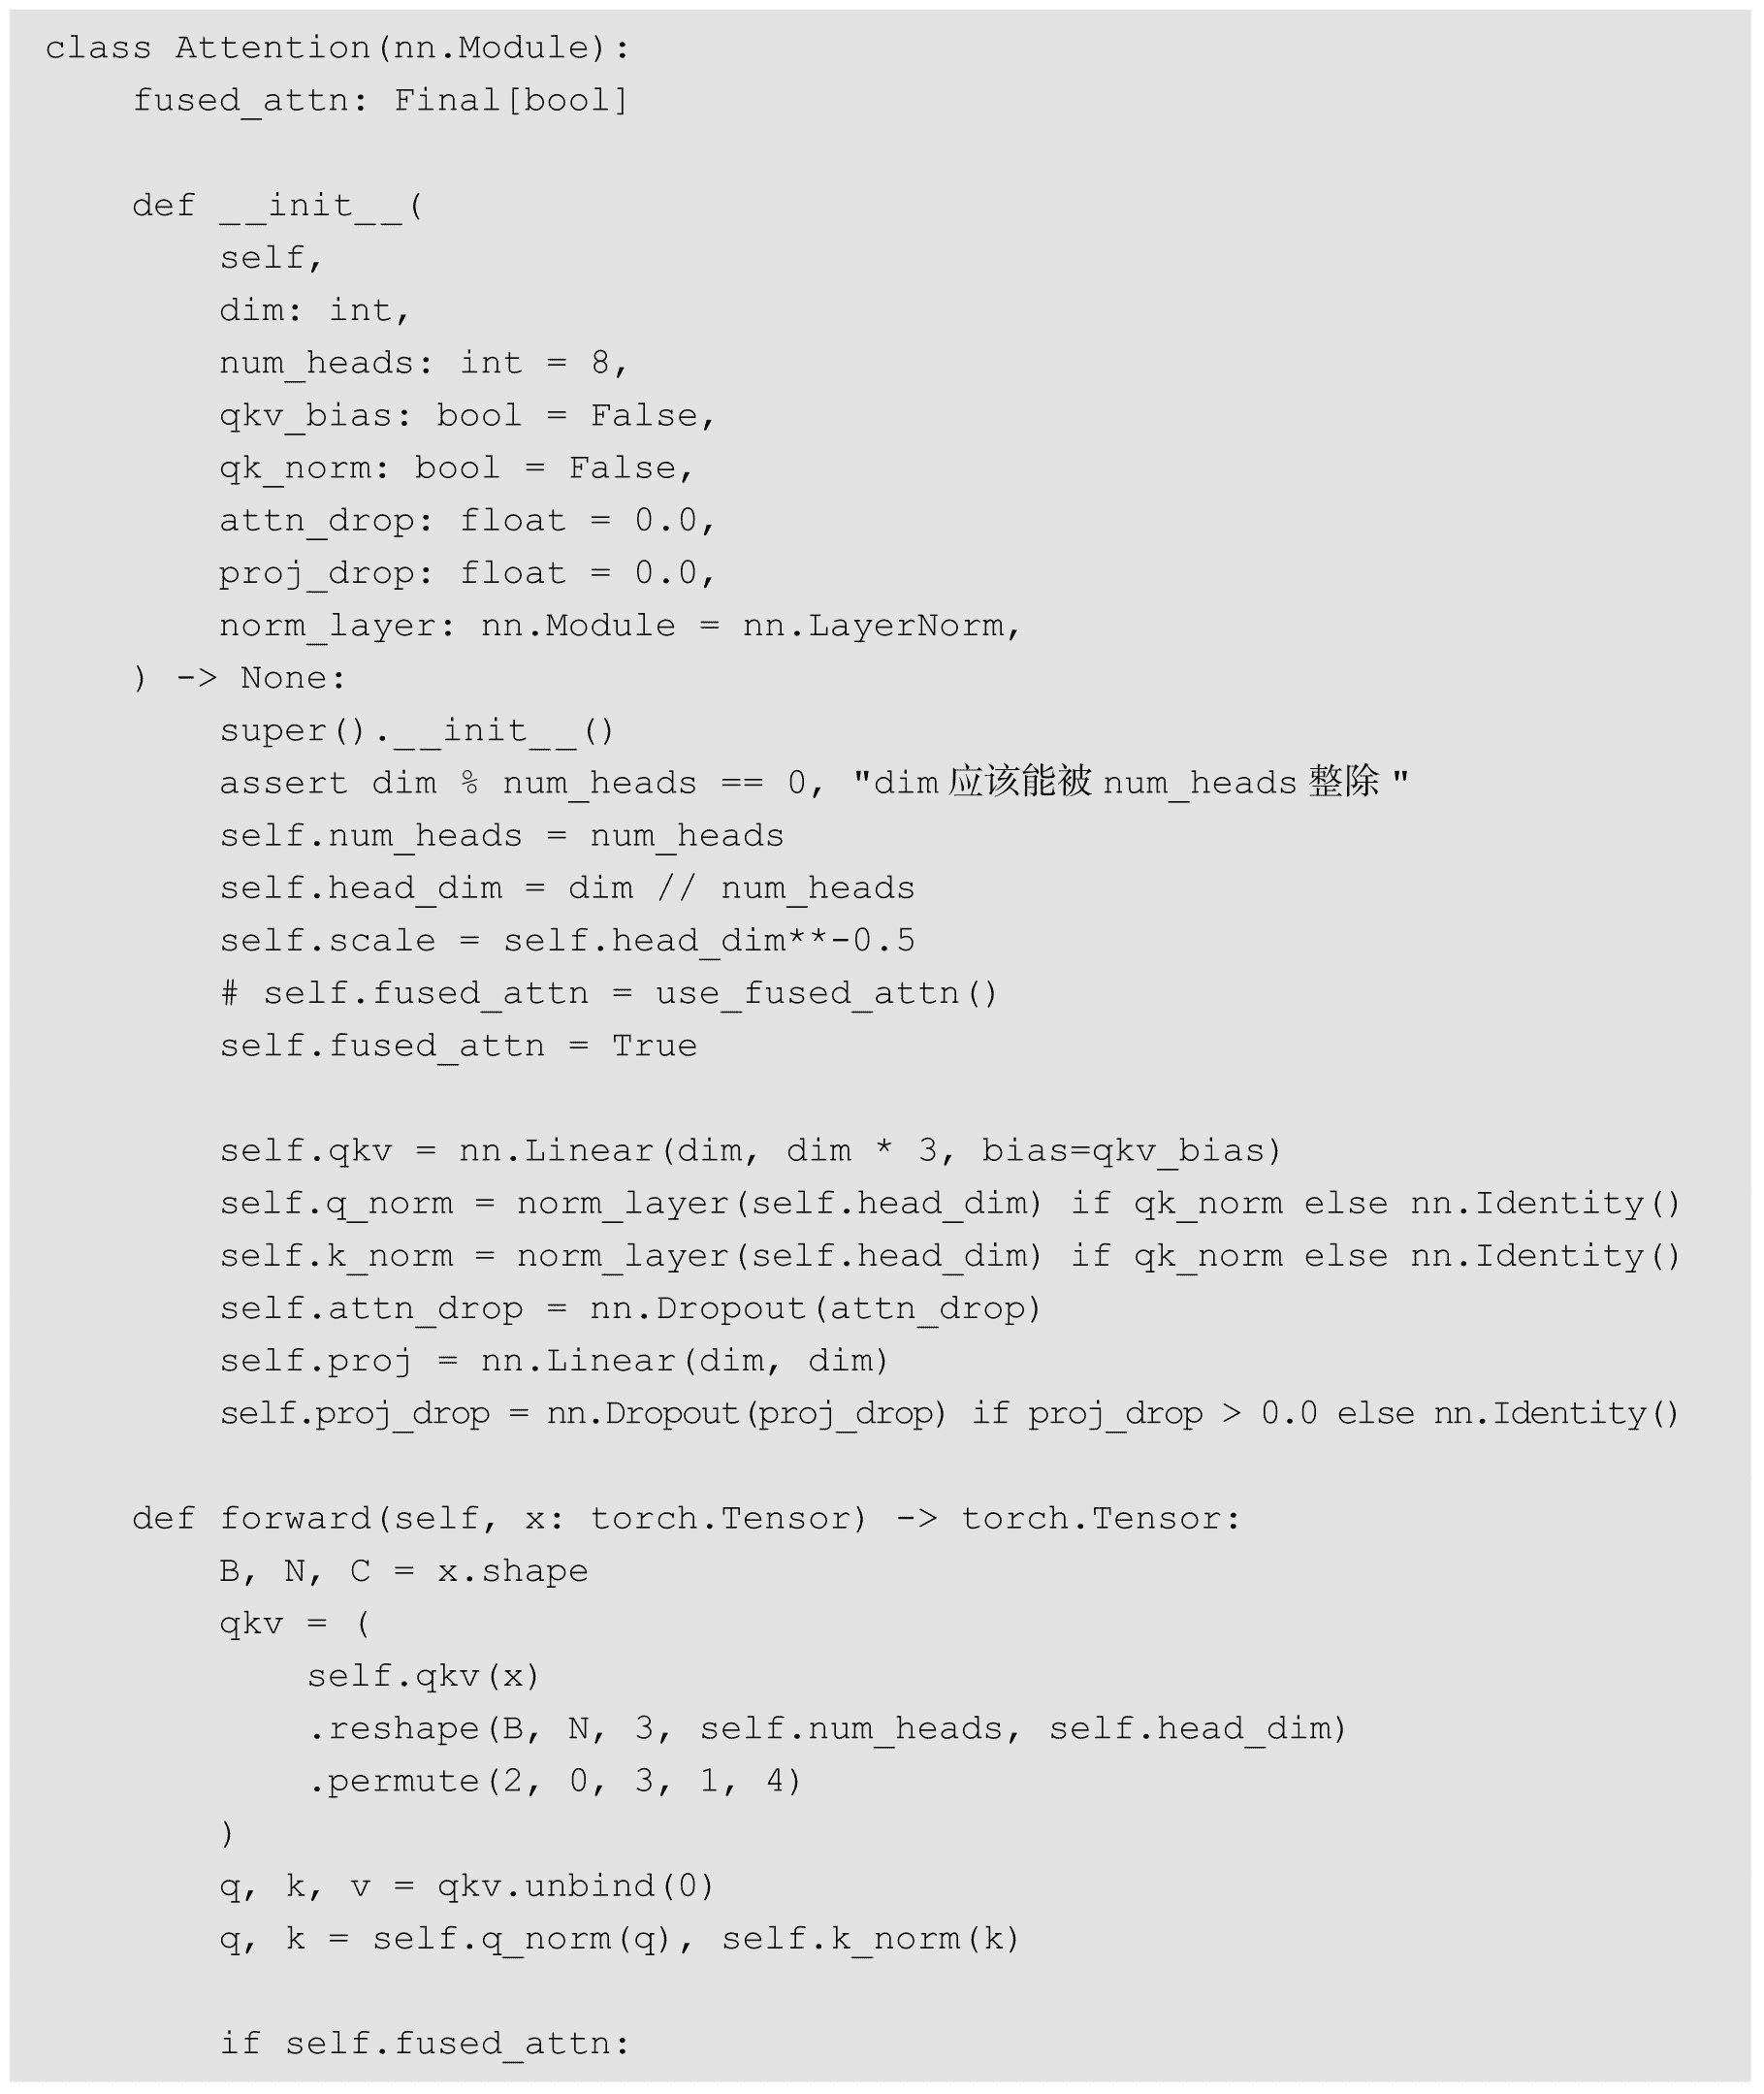 class Attention(nn.Module):
    fused_attn: Final[bool]

    def __init__(
        self,
        dim: int,
        num_heads: int = 8,
        qkv_bias: bool = False,
        qk_norm: bool = False,
        attn_drop: float = 0.0,
        proj_drop: float = 0.0,
        norm_layer: nn.Module = nn.LayerNorm,
    ) -> None:
        super().__init__()
        assert dim % num_heads == 0, "dim 应该能被 num_heads 整除 "
        self.num_heads = num_heads
        self.head_dim = dim // num_heads
        self.scale = self.head_dim**-0.5
        # self.fused_attn = use_fused_attn()
        self.fused_attn = True

        self.qkv = nn.Linear(dim, dim * 3, bias=qkv_bias)
        self.q_norm = norm_layer(self.head_dim) if qk_norm else nn.Identity()
        self.k_norm = norm_layer(self.head_dim) if qk_norm else nn.Identity()
        self.attn_drop = nn.Dropout(attn_drop)
        self.proj = nn.Linear(dim, dim)
        self.proj_drop = nn.Dropout(proj_drop) if proj_drop > 0.0 else nn.Identity()

    def forward(self, x: torch.Tensor) -> torch.Tensor:
        B, N, C = x.shape
        qkv = (
            self.qkv(x)
            .reshape(B, N, 3, self.num_heads, self.head_dim)
            .permute(2, 0, 3, 1, 4)
        )
        q, k, v = qkv.unbind(0)
        q, k = self.q_norm(q), self.k_norm(k)

        if self.fused_attn: